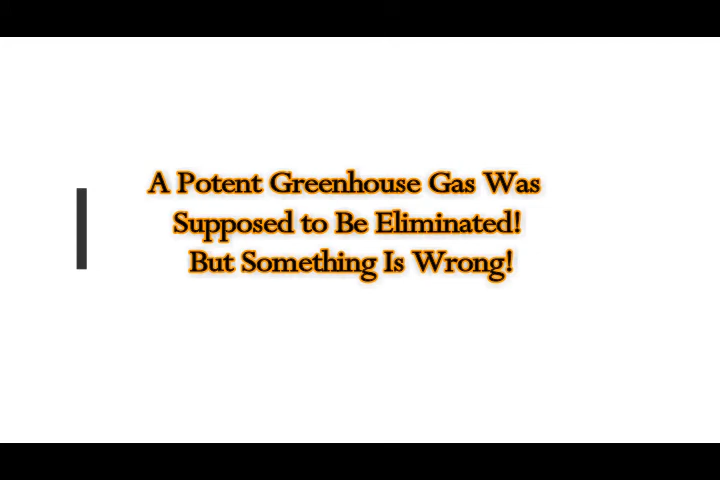 A Potent Greenhouse Gas Was
Supposed to Be Eliminated!
But Something Is Wrong!